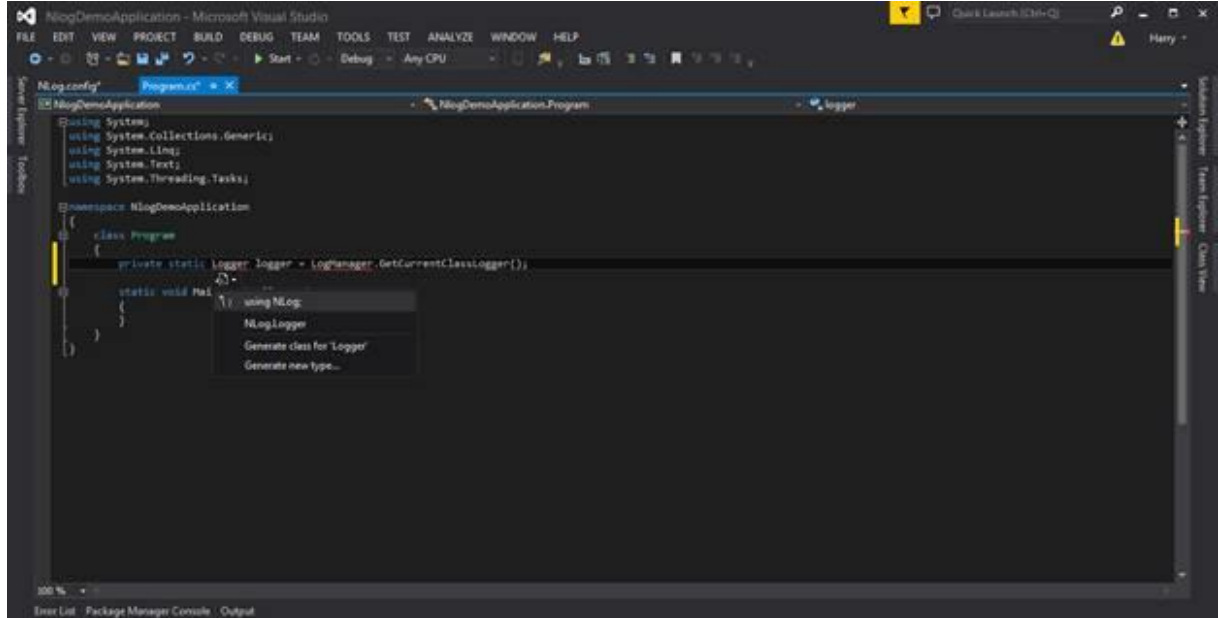 NlogDemoApplication - Microsoft Visual Studio
Quick Launch (Ctrl+Q)
FILE EDIT VIEW PROJECT BUILD DEBUG TEAM TOOLS TEST ANALYZE WINDOW HELP
Harry
Start Debug Any CPU
NLog.config* Program.cs*
NlogDemoApplication NlogDemoApplication.Program logger
using System;
using System.Collections.Generic;
using System.Linq;
using System.Text;
using System.Threading.Tasks;
namespace NlogDemoApplication
{
class Program
{
private static Logger logger = LogManager.GetCurrentClassLogger();
static void Mai
using NLog;
{
NLog.Logger
}
}
Generate class for 'Logger'
}
Generate new type...
Server Explorer
Toolbox
Solution Explorer
Team Explorer
Class View
100 %
Error List Package Manager Console Output